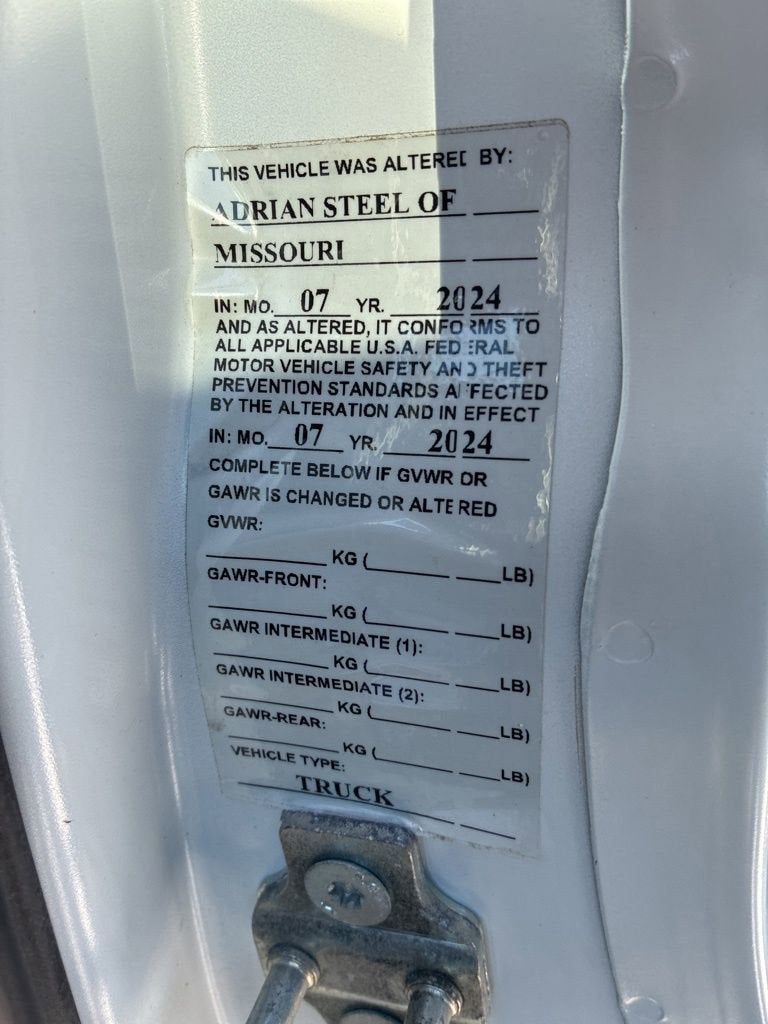 THIS VEHICLE WAS ALTERED BY:
ADRIAN STEEL OF
MISSOURI
IN: MO. 07 YR. 2024
AND AS ALTERED, IT CONFORMS TO
ALL APPLICABLE U.S.A. FEDERAL
MOTOR VEHICLE SAFETY AND THEFT
PREVENTION STANDARDS AFFECTED
BY THE ALTERATION AND IN EFFECT
IN: MO. 07 YR. 2024
COMPLETE BELOW IF GVWR OR
GAWR IS CHANGED OR ALTERED
GVWR:
KG ( LB)
GAWR-FRONT:
KG ( LB)
GAWR INTERMEDIATE (1):
KG ( LB)
GAWR INTERMEDIATE (2):
KG ( LB)
GAWR-REAR:
KG ( LB)
VEHICLE TYPE:
TRUCK